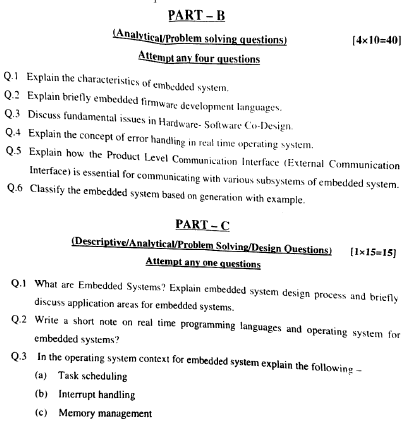 PART – B
(Analytical/Problem solving questions) [4×10=40]
Attempt any four questions
Q.1 Explain the characteristics of embedded system.
Q.2 Explain briefly embedded firmware development languages.
Q.3 Discuss fundamental issues in Hardware- Software Co-Design.
Q.4 Explain the concept of error handling in real time operating system.
Q.5 Explain how the Product Level Communication Interface (External Communication
Interface) is essential for communicating with various subsystems of embedded system.
Q.6 Classify the embedded system based on generation with example.
PART – C
(Descriptive/Analytical/Problem Solving/Design Questions) [1×15=15]
Attempt any one questions
Q.1 What are Embedded Systems? Explain embedded system design process and briefly
discuss application areas for embedded systems.
Q.2 Write a short note on real time programming languages and operating system for
embedded systems?
Q.3 In the operating system context for embedded system explain the following –
(a) Task scheduling
(b) Interrupt handling
(c) Memory management